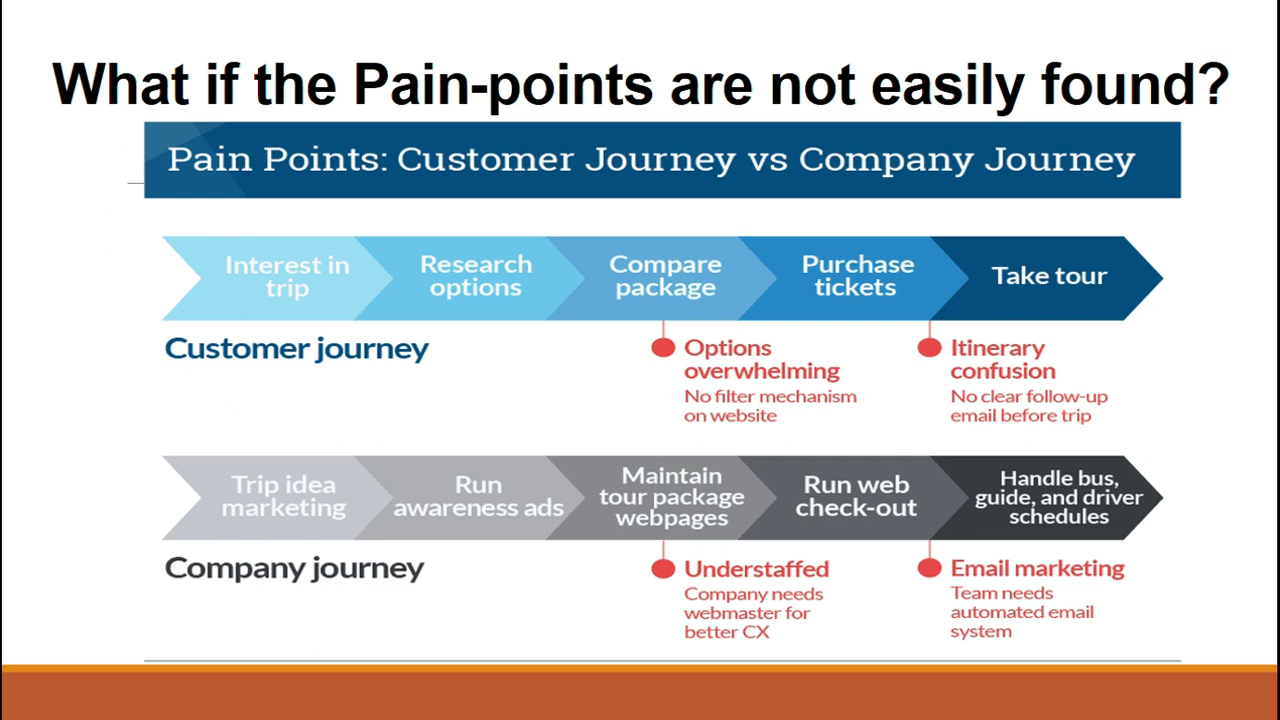 What if the Pain-points are not easily found?
Pain Points: Customer Journey vs Company Journey
Interest in
trip
Research
options
Compare
package
Purchase
tickets
Take tour
Customer journey
Options
overwhelming
No filter mechanism
on website
Itinerary
confusion
No clear follow-up
email before trip
Trip idea
marketing
Run
awareness ads
Maintain
tour package
webpages
Run web
check-out
Handle bus,
guide, and driver
schedules
Company journey
Understaffed
Company needs
webmaster for
better CX
Email marketing
Team needs
automated email
system